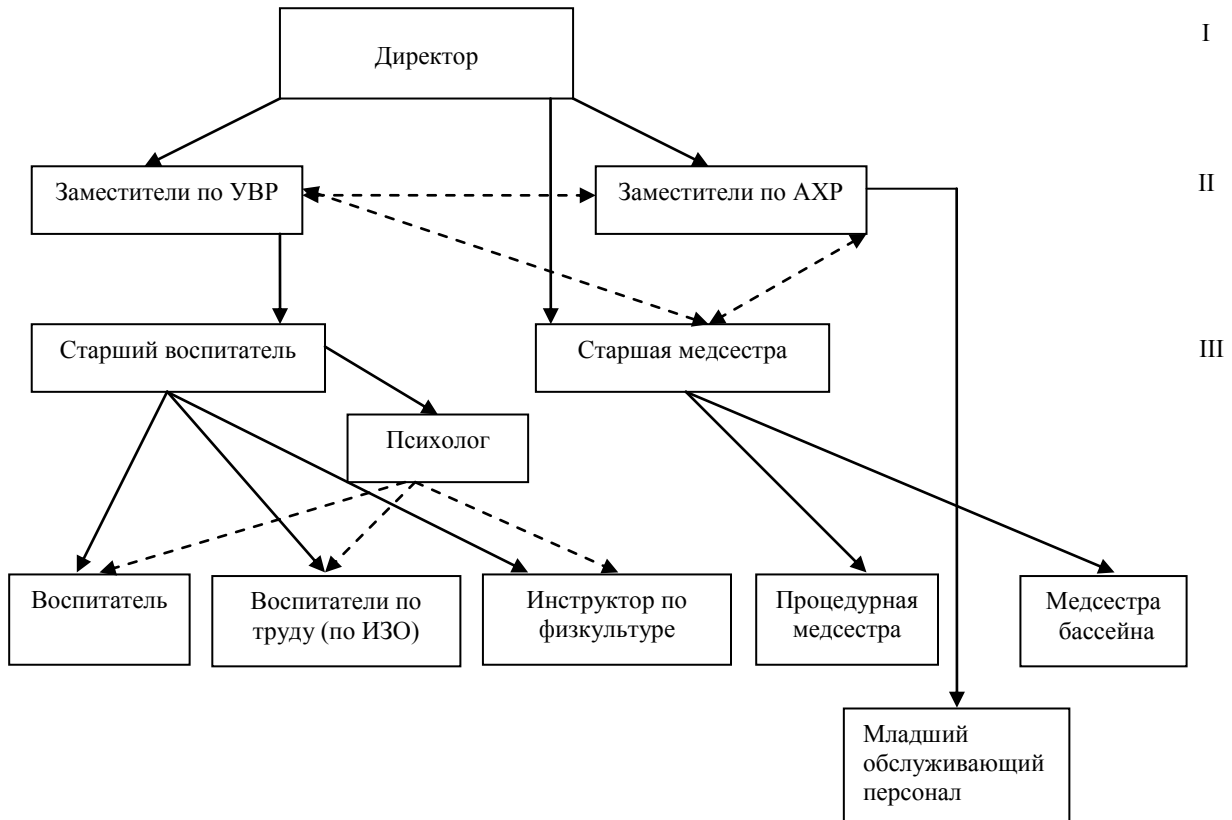 Директор
I
Заместители по УВР
Заместители по АХР
II
Старший воспитатель
Старшая медсестра
III
Психолог
Воспитатель
Воспитатели по
труду (по ИЗО)
Инструктор по
физкультуре
Процедурная
медсестра
Медсестра
бассейна
Младший
обслуживающий
персонал